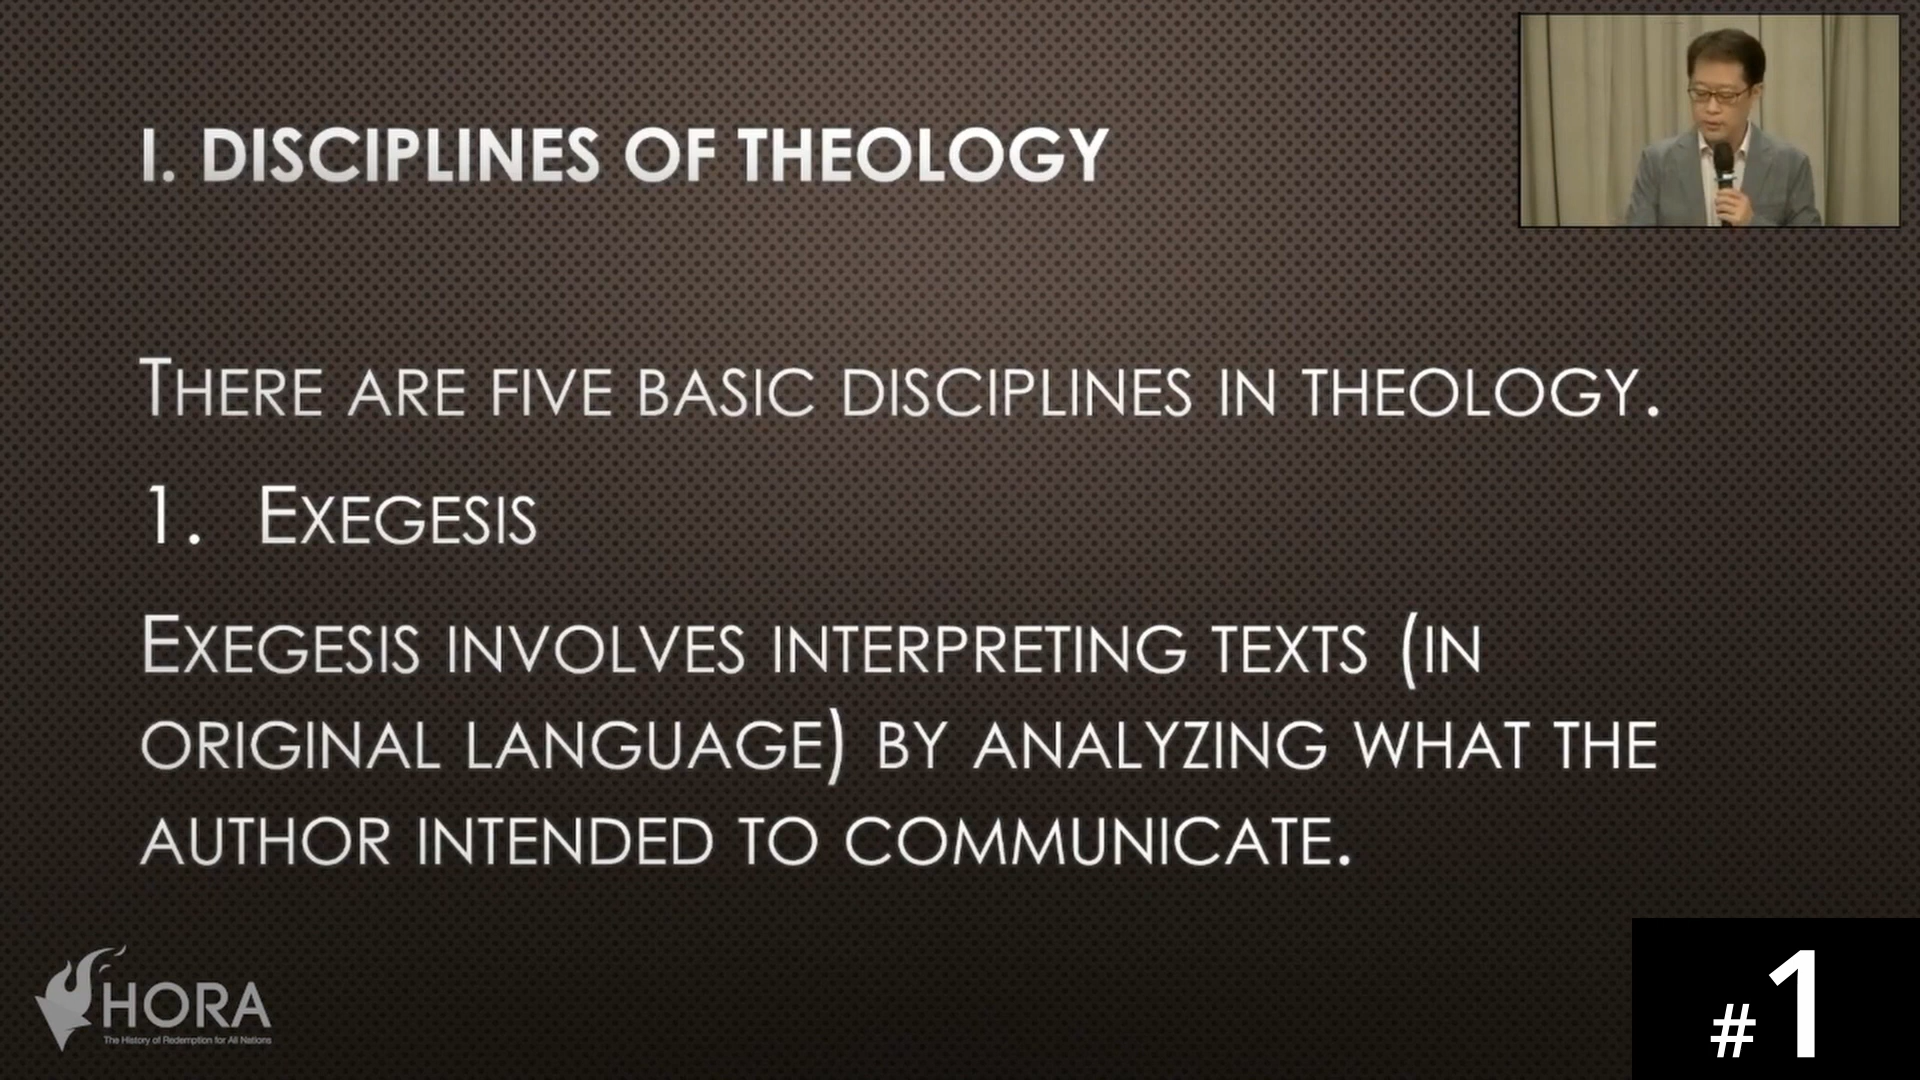 I. DISCIPLINES OF THEOLOGY
THERE ARE FIVE BASIC DISCIPLINES IN THEOLOGY.
1. EXEGESIS
EXEGESIS INVOLVES INTERPRETING TEXTS (IN
ORIGINAL LANGUAGE) BY ANALYZING WHAT THE
AUTHOR INTENDED TO COMMUNICATE.
HORA
The History of Redemption for All Nations
#1